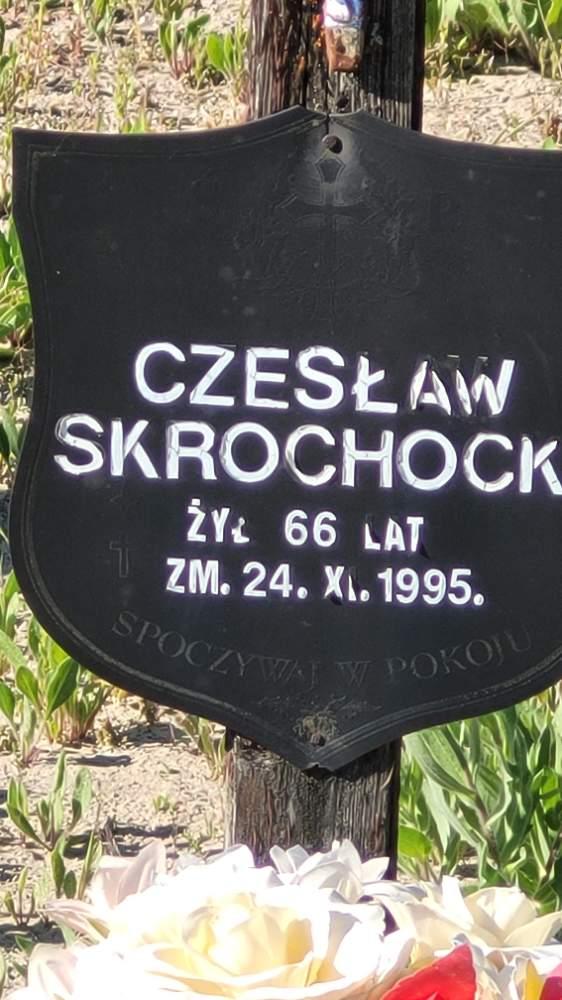 CZESŁAW
SKROCHOCK
ŻYŁ 66 LAT
ZM. 24. XI. 1995.
SPOCZYWAJ W POKOJU